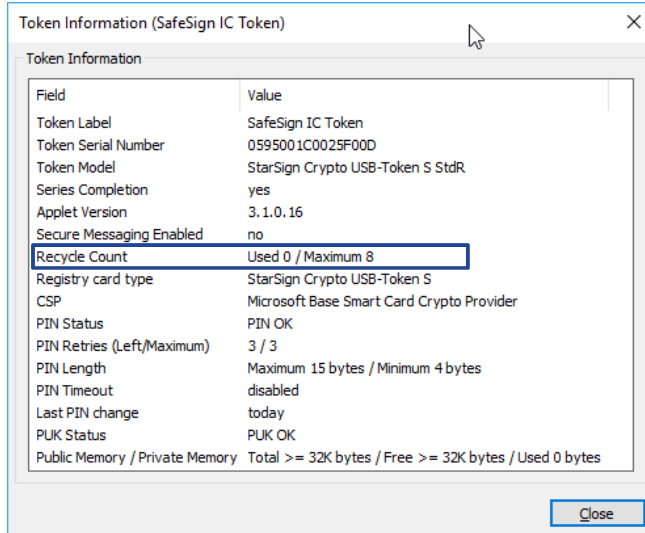 Token Information (SafeSign IC Token)
Token Information
Field Value
Token Label SafeSign IC Token
Token Serial Number 0595001C0025F00D
Token Model StarSign Crypto USB-Token S StdR
Series Completion yes
Applet Version 3.1.0.16
Secure Messaging Enabled no
Recycle Count Used 0 / Maximum 8
Registry card type StarSign Crypto USB-Token S
CSP Microsoft Base Smart Card Crypto Provider
PIN Status PIN OK
PIN Retries (Left/Maximum) 3 / 3
PIN Length Maximum 15 bytes / Minimum 4 bytes
PIN Timeout disabled
Last PIN change today
PUK Status PUK OK
Public Memory / Private Memory Total >= 32K bytes / Free >= 32K bytes / Used 0 bytes
Close